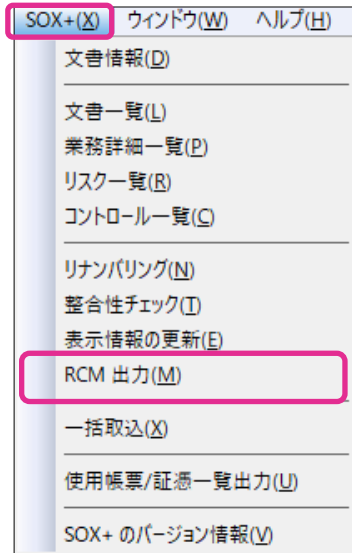 SOX+(X) ウィンドウ(W) ヘルプ(H)
文書情報(D)
文書一覧(L)
業務詳細一覧(P)
リスク一覧(R)
コントロール一覧(C)
リナンバリング(N)
整合性チェック(T)
表示情報の更新(E)
RCM 出力(M)
一括取込(X)
使用帳票/証憑一覧出力(U)
SOX+ のバージョン情報(V)